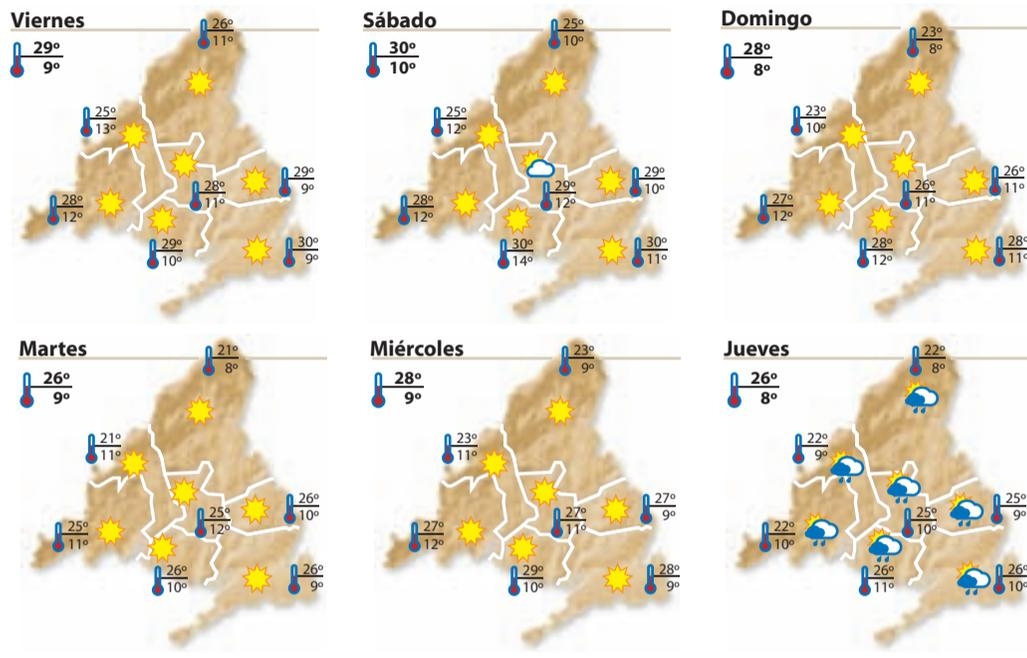 Viernes
29º
9º
26º
11º
25º
13º
29º
9º
28º
11º
28º
12º
29º
10º
30º
9º
Sábado
30º
10º
25º
10º
25º
12º
29º
10º
29º
12º
28º
12º
30º
14º
30º
11º
Domingo
28º
8º
23º
8º
23º
10º
26º
11º
26º
11º
27º
12º
28º
12º
28º
11º
Martes
26º
9º
21º
8º
21º
11º
26º
10º
25º
12º
25º
11º
26º
10º
26º
9º
Miércoles
28º
9º
23º
9º
23º
11º
27º
9º
27º
11º
27º
12º
29º
10º
28º
9º
Jueves
26º
8º
22º
8º
22º
9º
25º
9º
25º
10º
22º
10º
26º
11º
26º
10º